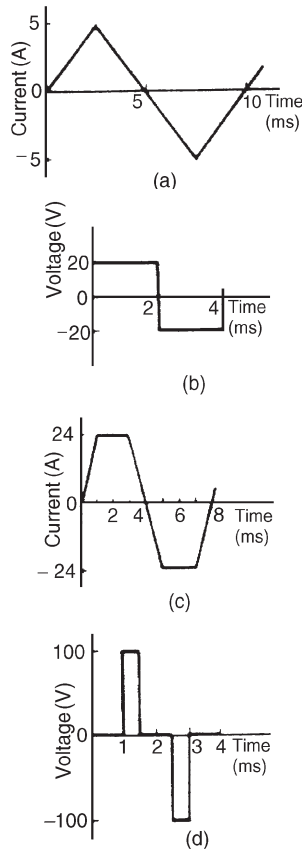 Current (A)
5
0
−5
5
10 Time
(ms)
(a)
Voltage (V)
20
0
−20
2
4
Time
(ms)
(b)
Current (A)
24
0
− 24
2
4
6
8
Time
(ms)
(c)
Voltage (V)
100
0
−100
1
2
3
4
Time
(ms)
(d)